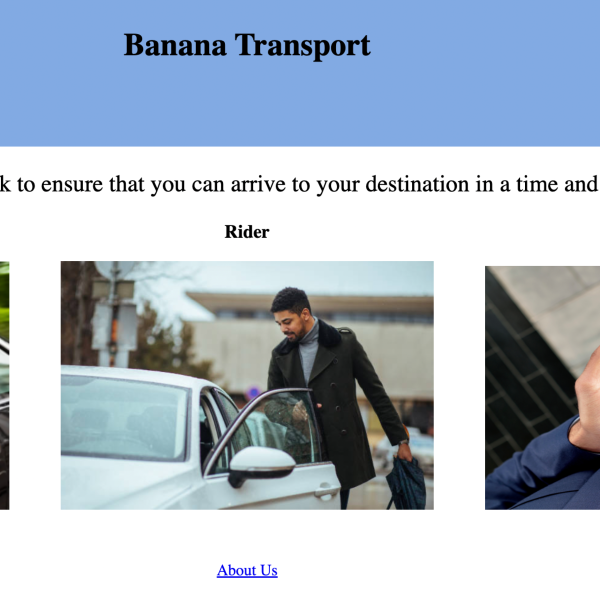 Banana Transport
k to ensure that you can arrive to your destination in a time and
Rider
About Us